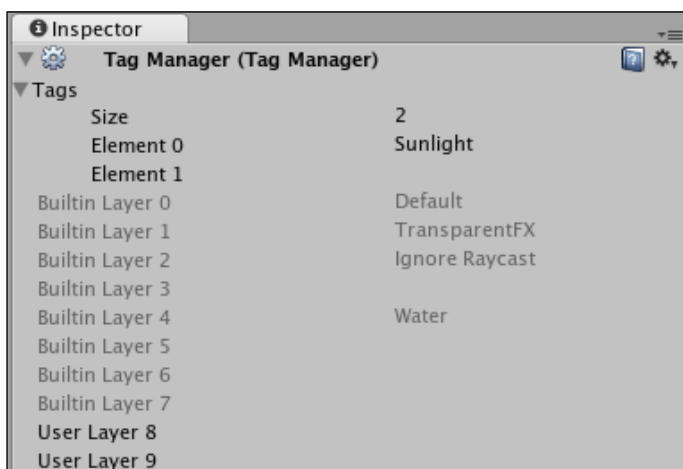 Inspector
Tag Manager (Tag Manager)
Tags
Size 2
Element 0 Sunlight
Element 1
Builtin Layer 0 Default
Builtin Layer 1 TransparentFX
Builtin Layer 2 Ignore Raycast
Builtin Layer 3
Builtin Layer 4 Water
Builtin Layer 5
Builtin Layer 6
Builtin Layer 7
User Layer 8
User Layer 9